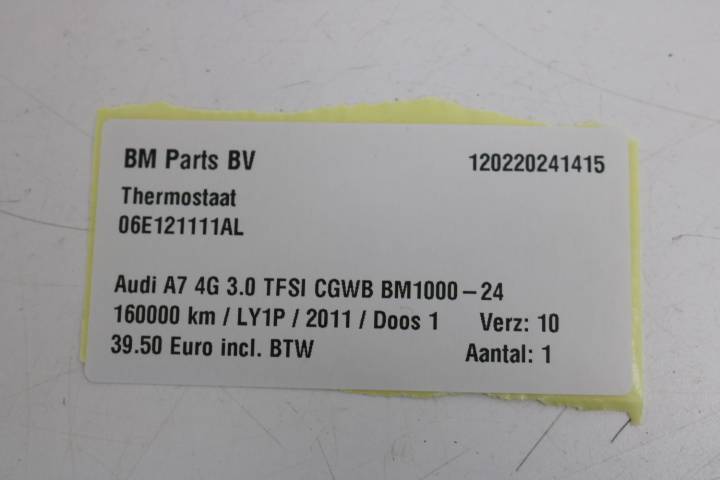 BM Parts BV 120220241415
Thermostaat
06E121111AL
Audi A7 4G 3.0 TFSI CGWB BM1000-24
160000 km / LY1P / 2011 / Doos 1 Verz: 10
39.50 Euro incl. BTW Aantal: 1